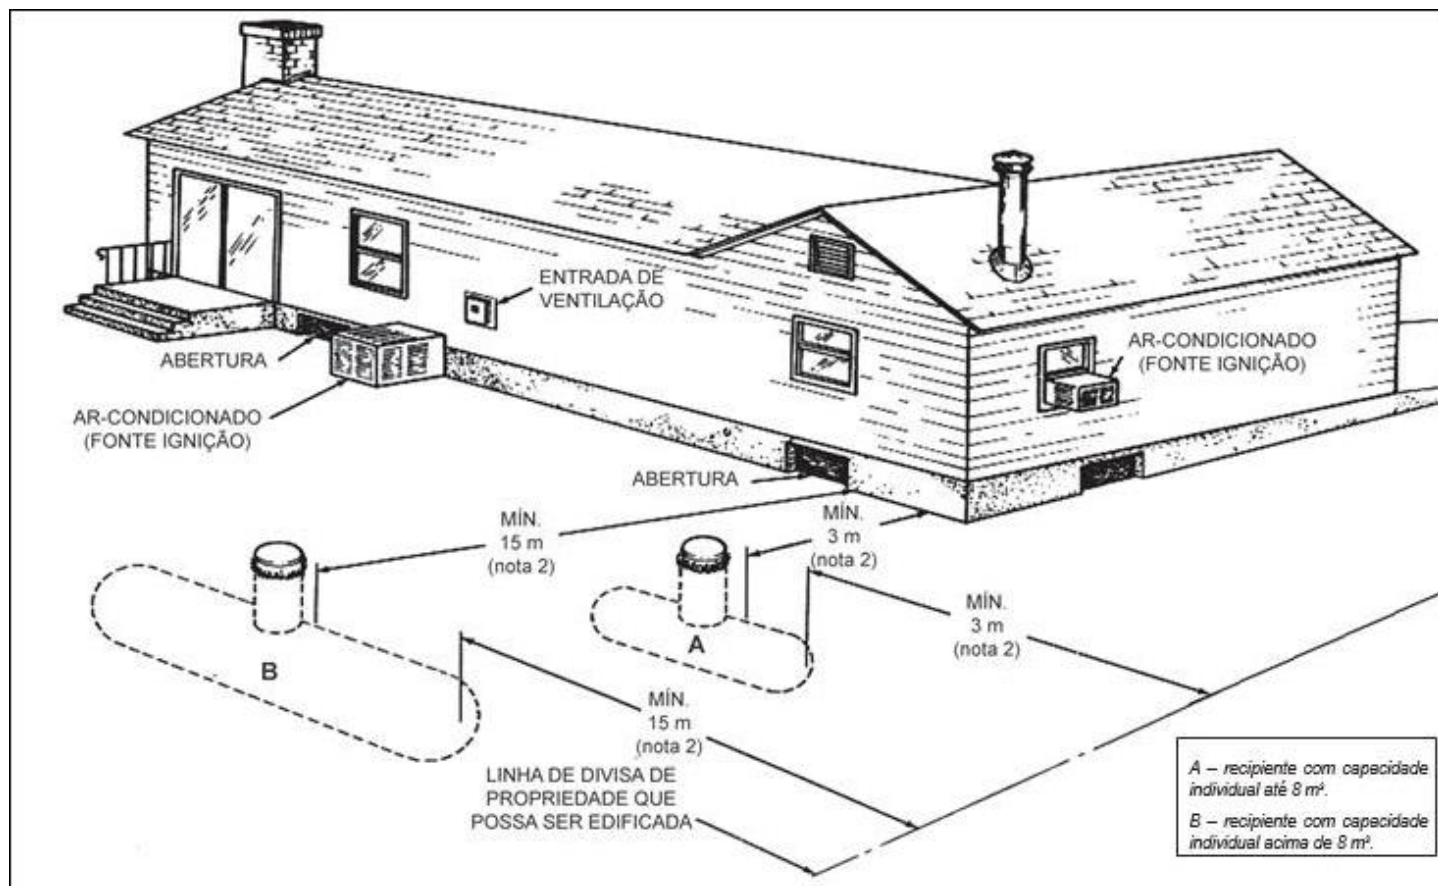 ENTRADA DE
VENTILAÇÃO
ABERTURA
AR-CONDICIONADO
(FONTE IGNIÇÃO)
AR-CONDICIONADO
(FONTE IGNIÇÃO)
ABERTURA
MÍN.
15 m
(nota 2)
MÍN.
3 m
(nota 2)
MÍN.
3 m
(nota 2)
A
B
MÍN.
15 m
(nota 2)
LINHA DE DIVISA DE
PROPRIEDADE QUE
POSSA SER EDIFICADA
A – recipiente com capacidade
individual até 8 m³.
B – recipiente com capacidade
individual acima de 8 m³.